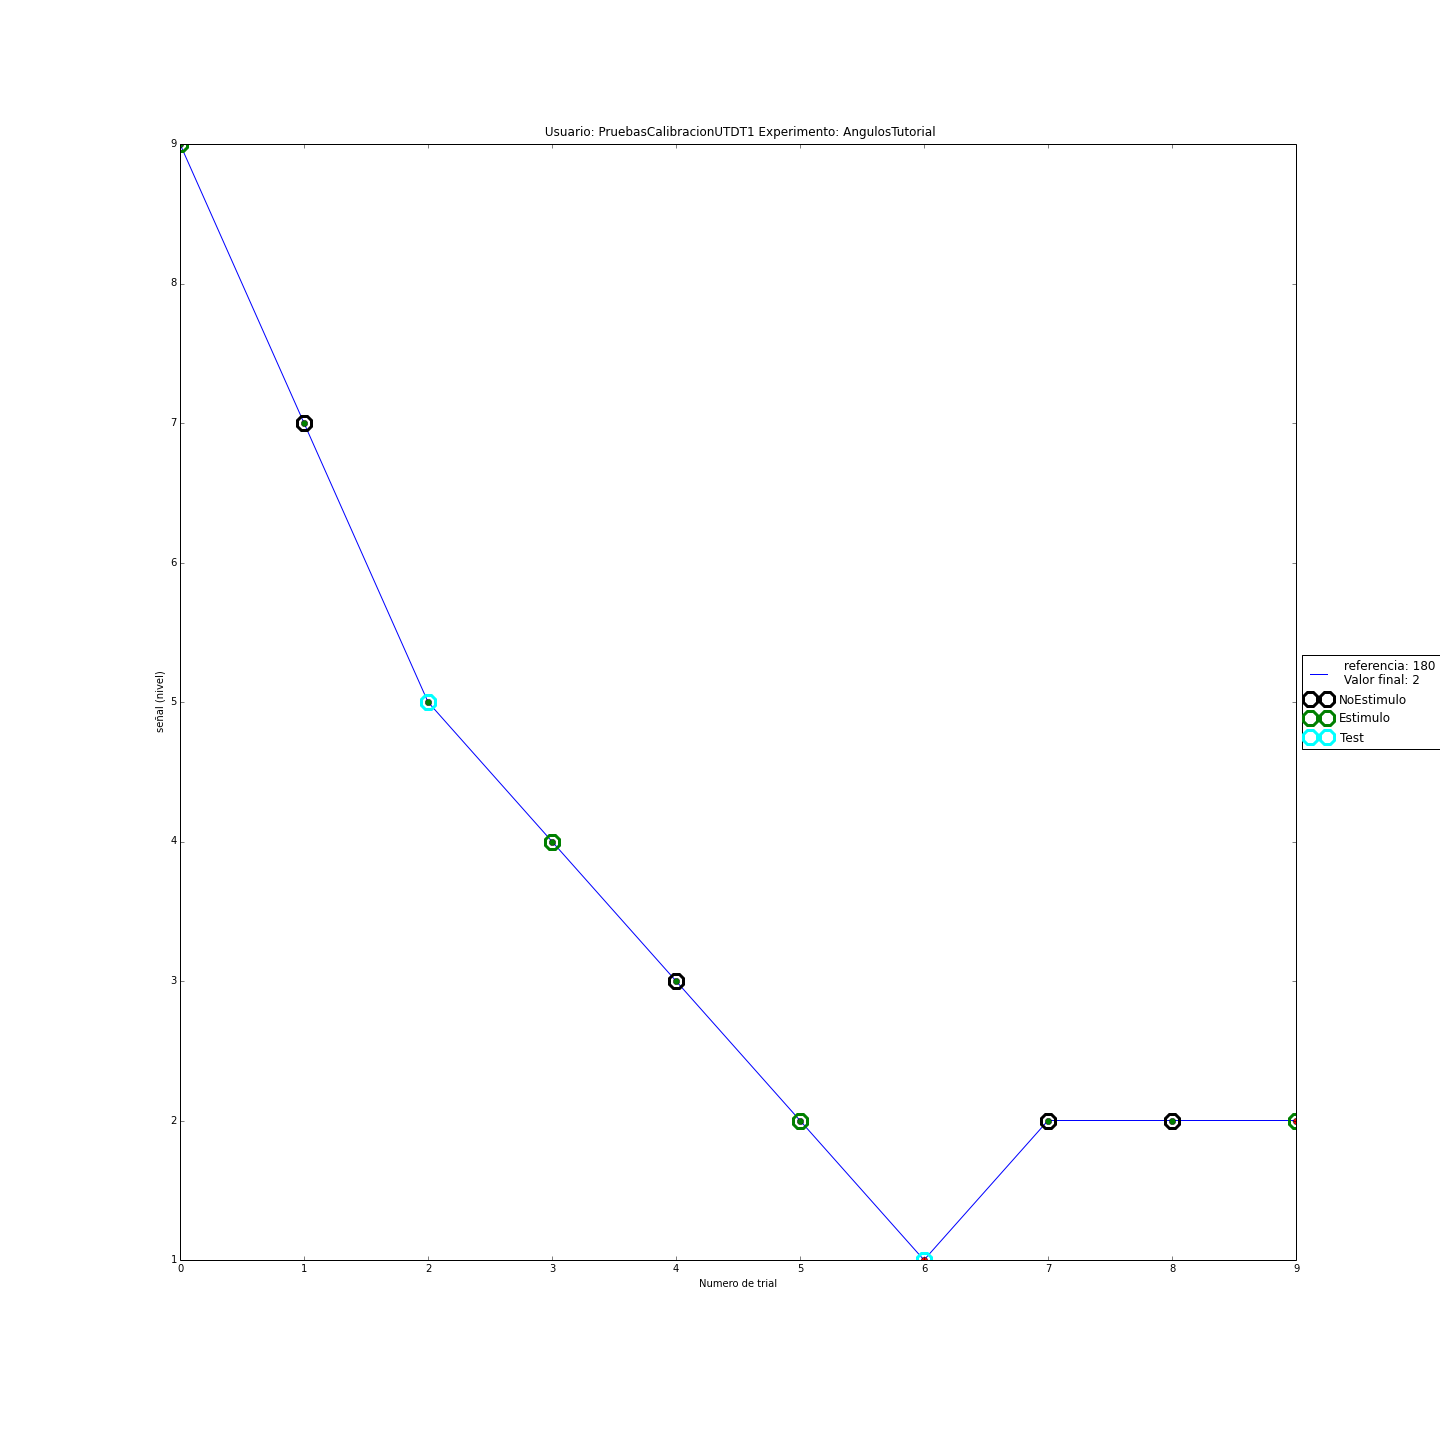 Usuario: PruebasCalibracionUTDT1 Experimento: AngulosTutorial
9
8
7
6
5
4
3
2
1
señal (nivel)
0 1 2 3 4 5 6 7 8 9
Numero de trial
referencia: 180
Valor final: 2
NoEstimulo
Estimulo
Test